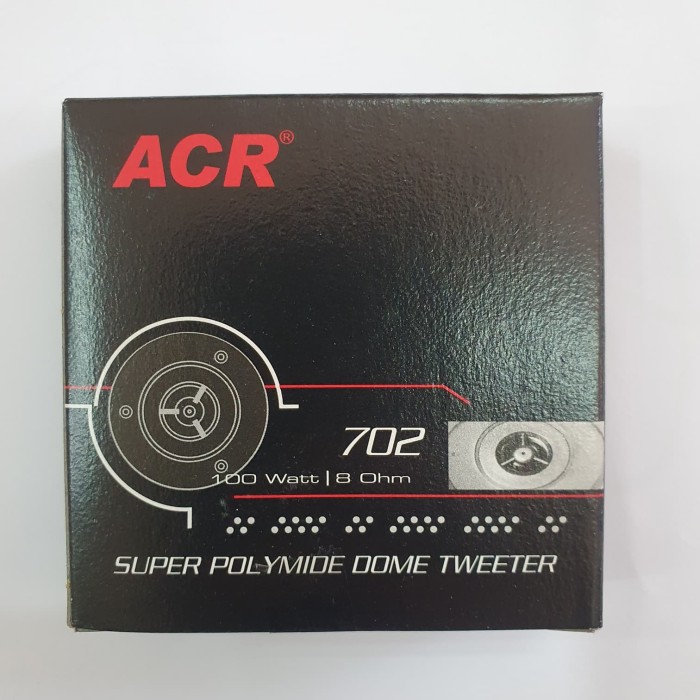 ACR®
702
100 Watt | 8 Ohm
SUPER POLYMIDE DOME TWEETER